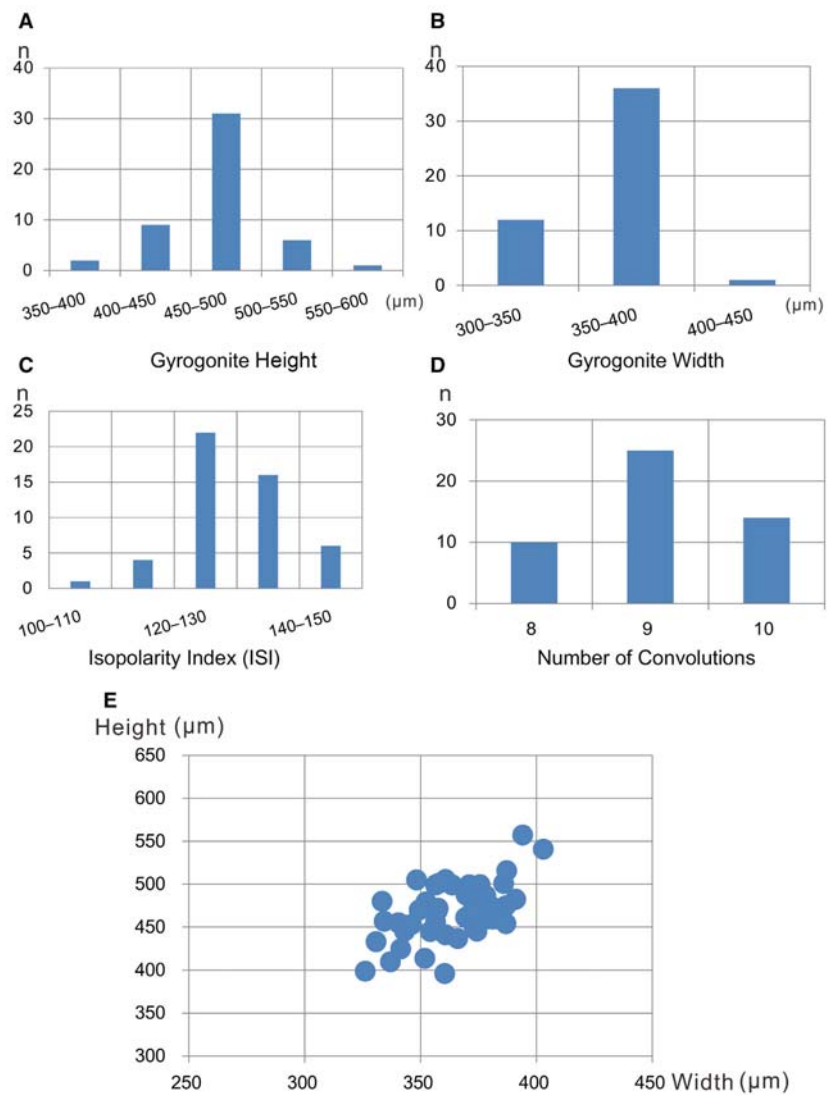 A
n
40
30
20
10
0
350–400
400–450
450–500
500–550
550–600
(µm)
Gyrogonite Height
B
n
40
30
20
10
0
300–350
350–400
400–450
(µm)
Gyrogonite Width
C
n
25
20
15
10
5
0
100–110
120–130
140–150
Isopolarity Index (ISI)
D
n
30
20
10
0
8 9 10
Number of Convolutions
E
Height (µm)
650
600
550
500
450
400
350
300
250 300 350 400 450 Width (µm)